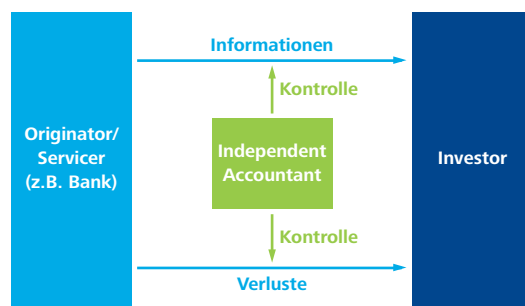 Informationen
Kontrolle
Originator/
Servicer
(z.B. Bank)
Independent
Accountant
Investor
Kontrolle
Verluste